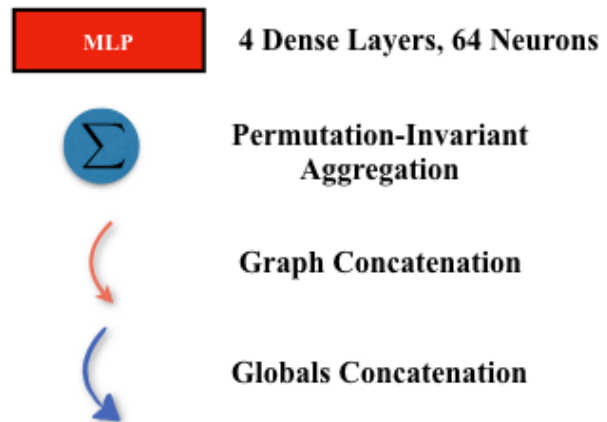 MLP
4 Dense Layers, 64 Neurons
Σ
Permutation-Invariant
Aggregation
Graph Concatenation
Globals Concatenation